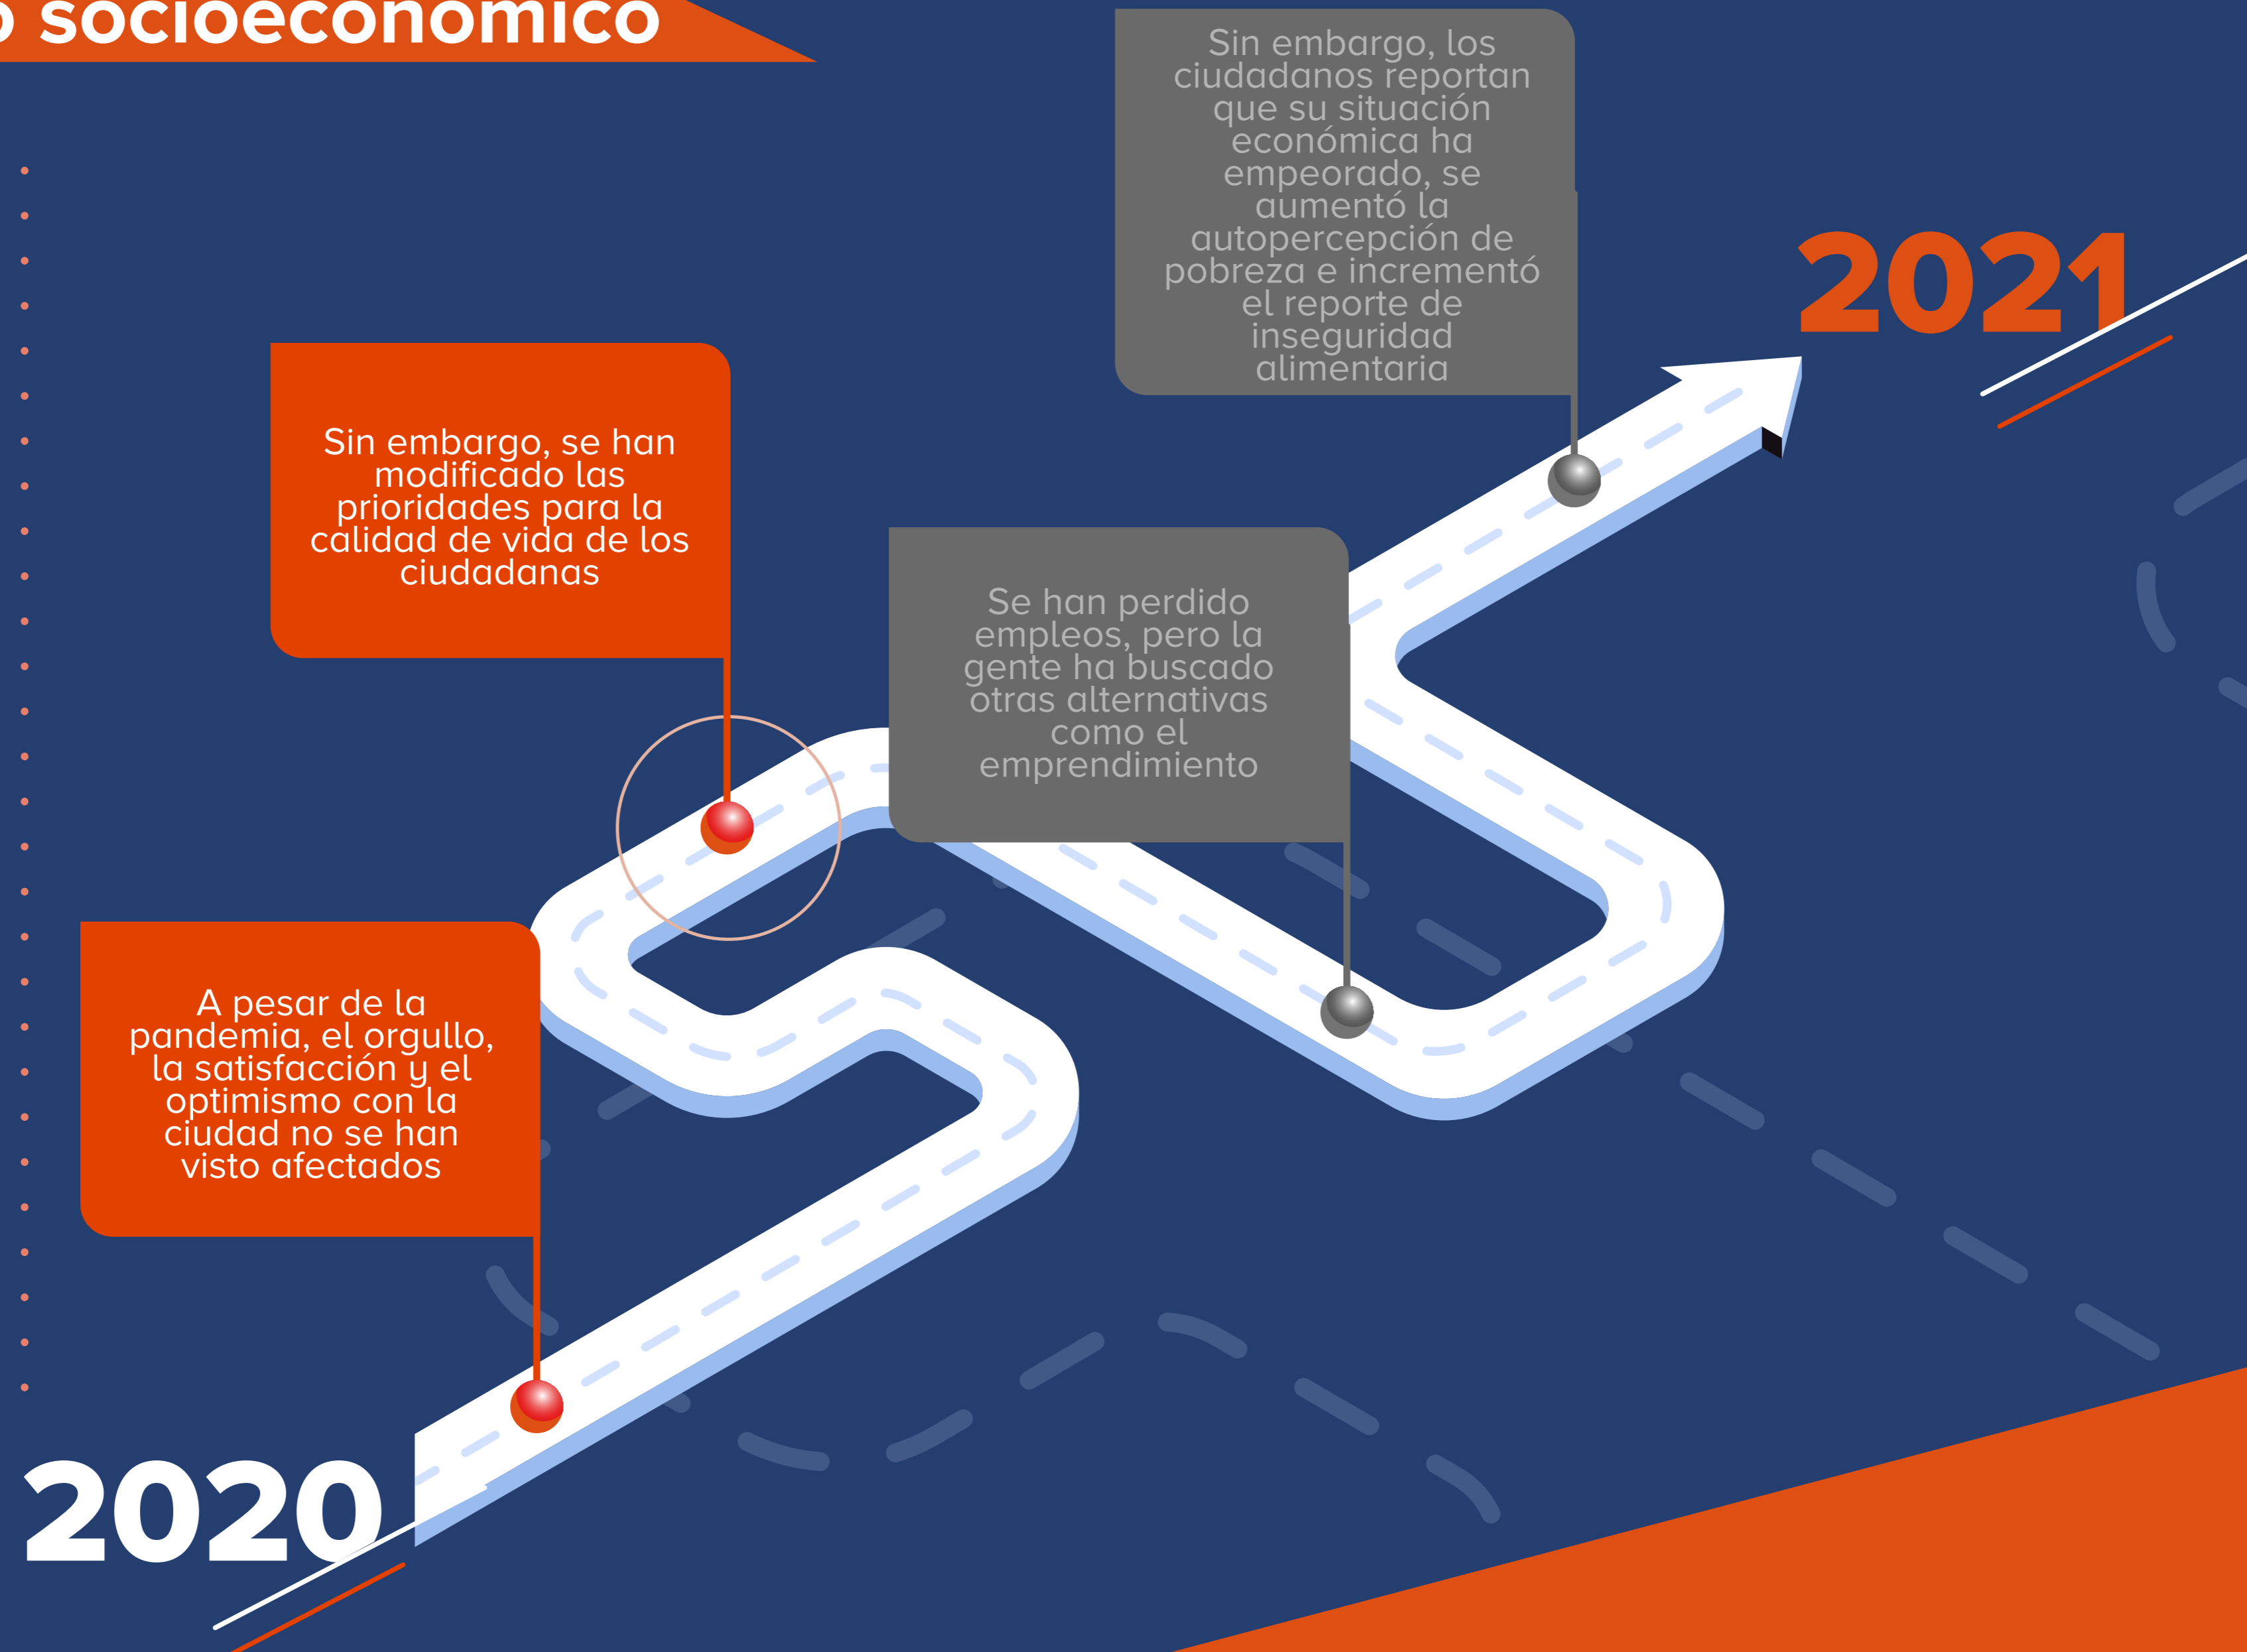 socioeconómico
Sin embargo, los
ciudadanos reportan
que su situación
económica ha
empeorado, se
aumentó la
autopercepción de
pobreza e incrementó
el reporte de
inseguridad
alimentaria
2021
Sin embargo, se han
modificado las
prioridades para la
calidad de vida de los
ciudadanas
Se han perdido
empleos, pero la
gente ha buscado
otras alternativas
como el
emprendimiento
A pesar de la
pandemia, el orgullo,
la satisfacción y el
optimismo con la
ciudad no se han
visto afectados
2020